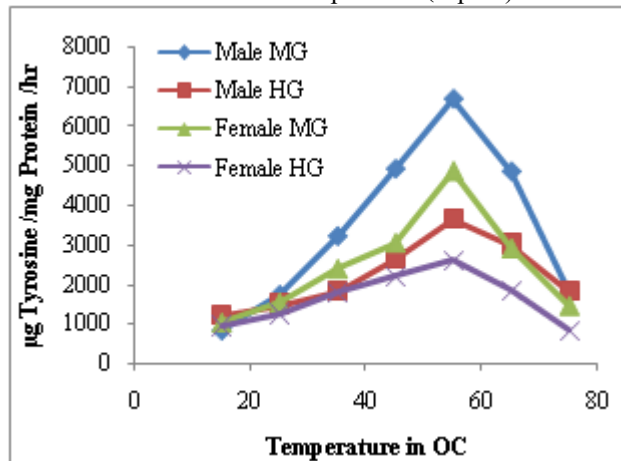 8000
7000
6000
5000
4000
3000
2000
1000
0
Male MG
Male HG
Female MG
Female HG
µg Tyrosine /mg Protein /hr
0 20 40 60 80
Temperature in OC